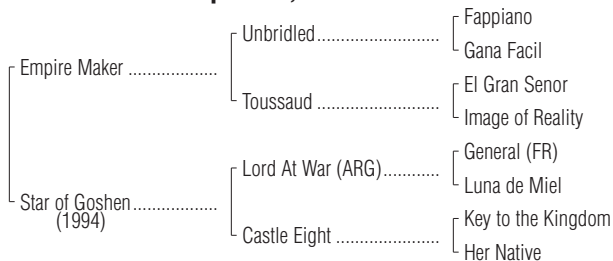 Fappiano
Unbridled
Gana Facil
Empire Maker
El Gran Senor
Toussaud
Image of Reality
General (FR)
Lord At War (ARG)
Luna de Miel
Star of Goshen
(1994)
Key to the Kingdom
Castle Eight
Her Native